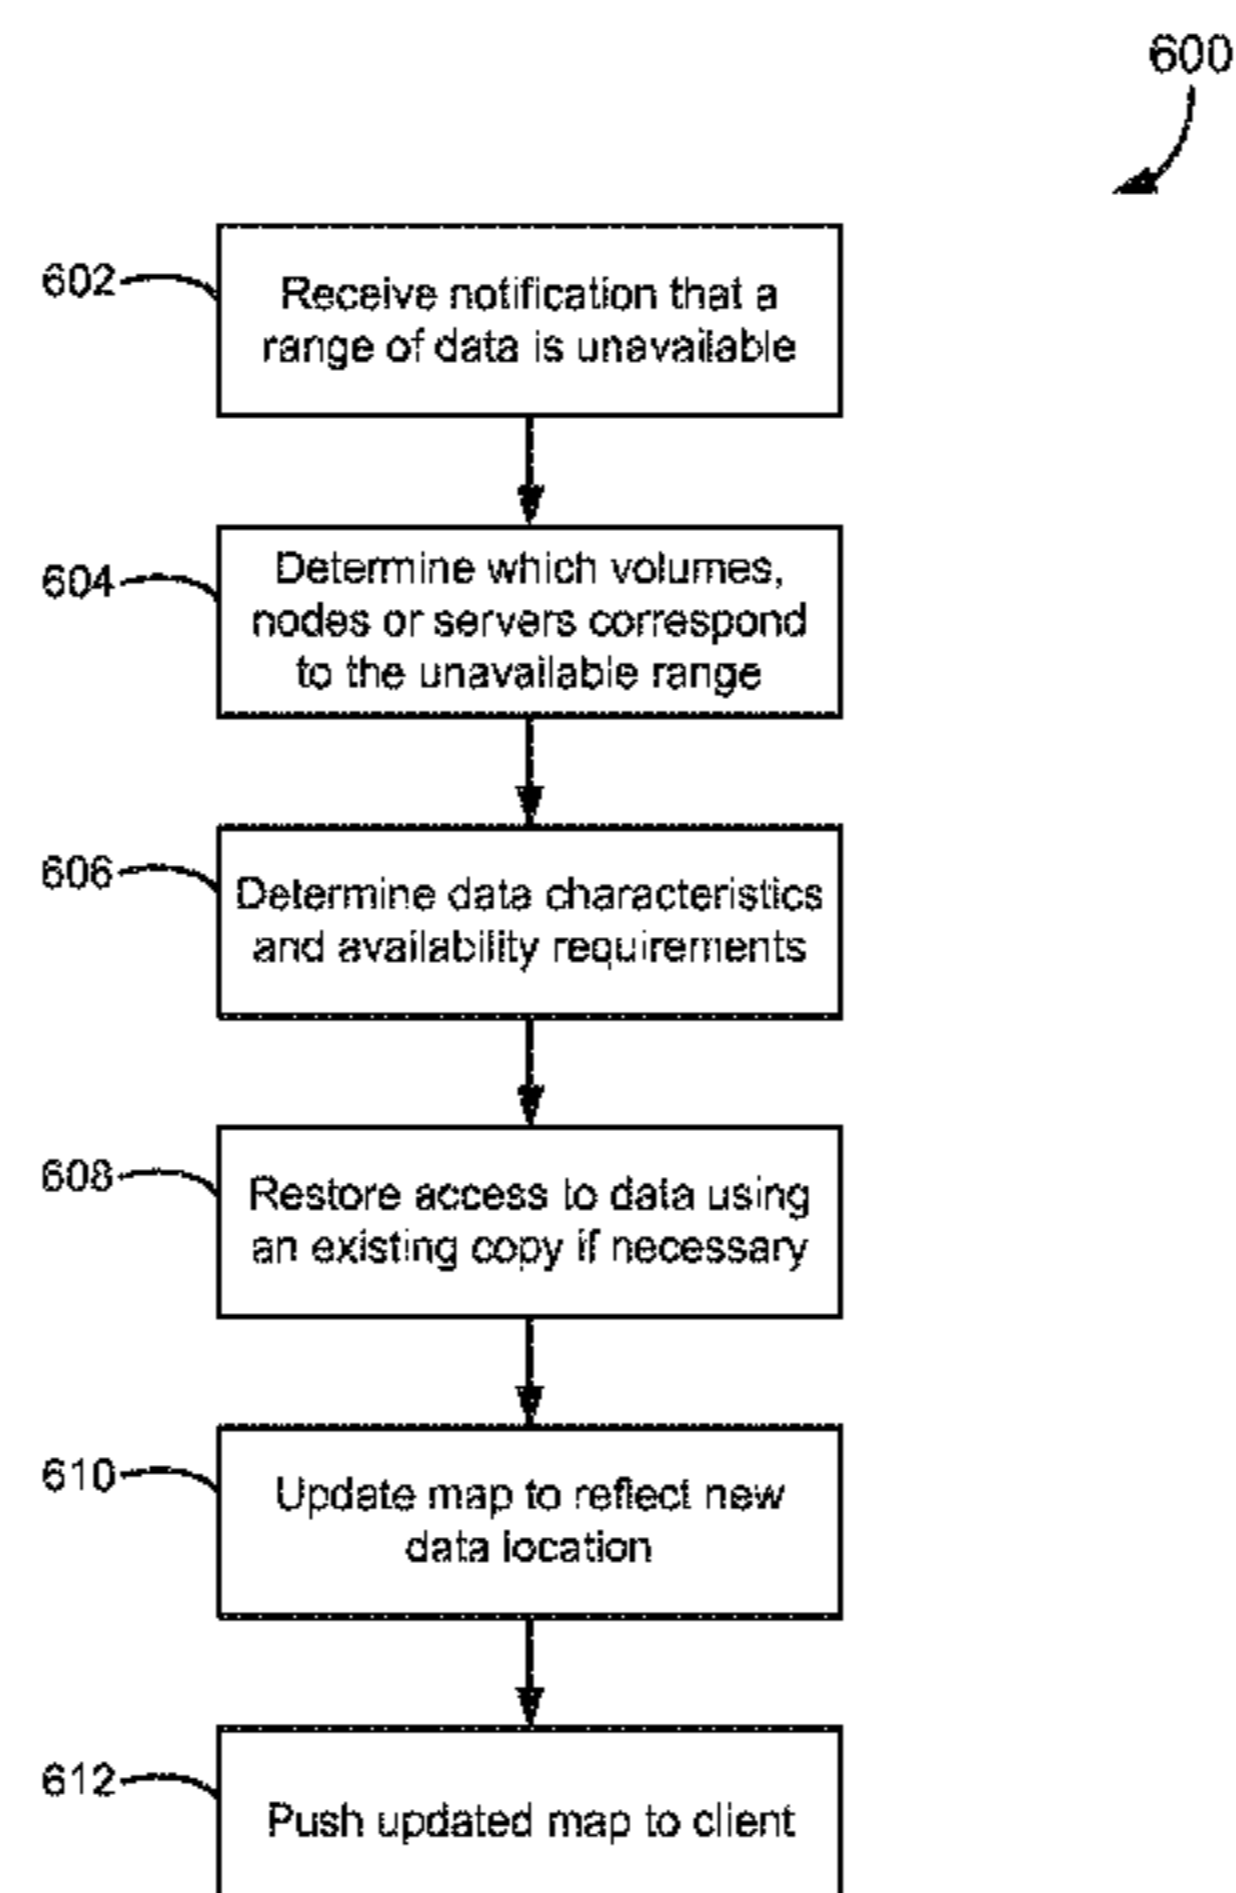 600
602
Receive notification that a
range of data is unavailable
604
Determine which volumes,
nodes or servers correspond
to the unavailable range
606
Determine data characteristics
and availability requirements
608
Restore access to data using
an existing copy if necessary
610
Update map to reflect new
data location
612
Push updated map to client